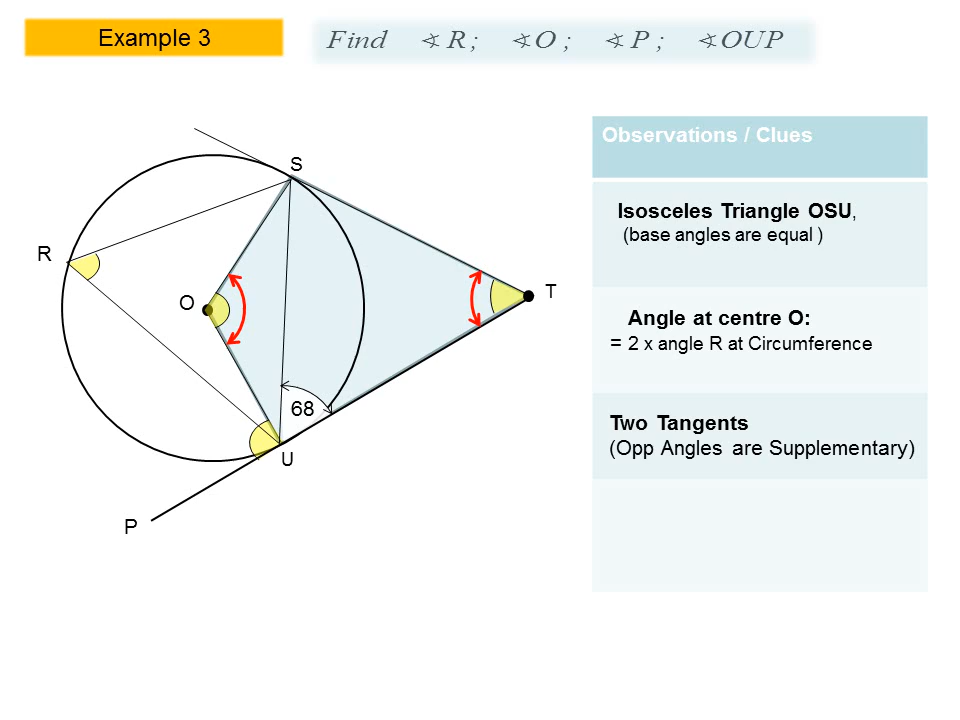 Example 3
Find ∢ R ; ∢O ; ∢ P ; ∢OUP
Observations / Clues
S
Isosceles Triangle OSU,
(base angles are equal )
R
T
O
Angle at centre O:
= 2 x angle R at Circumference
68
Two Tangents
(Opp Angles are Supplementary)
U
P